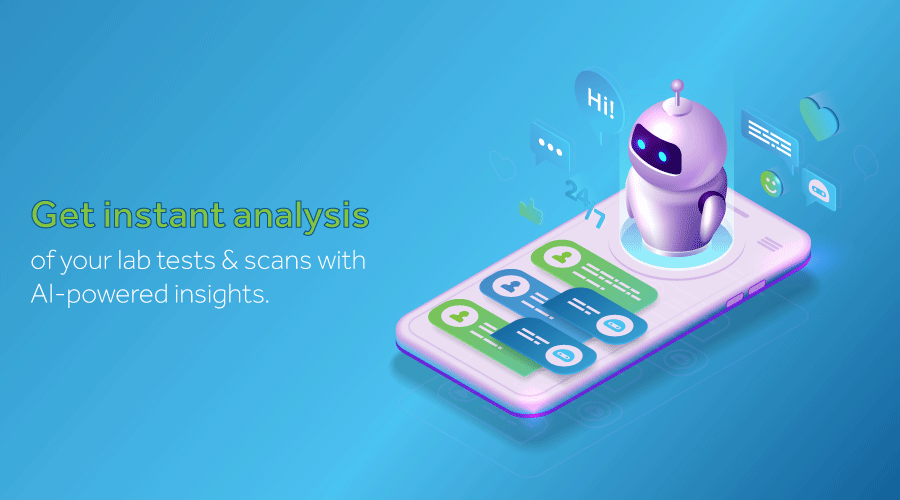 Hi!
24/7
Get instant analysis
of your lab tests & scans with
AI-powered insights.